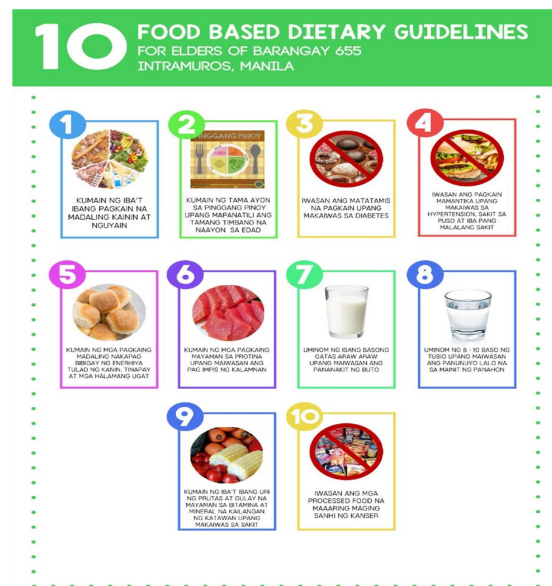 10 FOOD BASED DIETARY GUIDELINES
FOR ELDERS OF BARANGAY 655
INTRAMUROS, MANILA
1
KUMAIN NG IBA'T
IBANG PAGKAIN NA
MADALING KAININ AT
NGUYAIN
2
PINGGANG PINOY
KUMAIN NG TAMA AYON
SA PINGGANG PINOY
UPANG MAPANATILI ANG
TAMANG TIMBANG NA
NAAYON SA EDAD
3
IWASAN ANG MATATAMIS
NA PAGKAIN UPANG
MAKAIWAS SA DIABETES
4
IWASAN ANG PAGKAIN
MAMANTIKA UPANG
MAKAIWAS SA
HYPERTENSION, SAKIT SA
PUSO AT IBA PANG
MALALANG SAKIT
5
KUMAIN NG MGA PAGKAING
MADALING NAKAPAG
BIBIGAY NG ENERHIYA
TULAD NG KANIN, TINAPAY
AT MGA HALAMANG UGAT
6
KUMAIN NG MGA PAGKAING
MAYAMAN SA PROTINA
UPANG MAIWASAN ANG
PAG IMPIS NG KALAMNAN
7
UMINOM NG ISANG BASONG
GATAS ARAW ARAW
UPANG MAIWASAN ANG
PANANAKIT NG BUTO
8
UMINOM NG 8 - 10 BASO NG
TUBIG UPANG MAIWASAN
ANG PANUNUYO LALO NA
SA MAINIT NG PANAHON
9
KUMAIN NG IBA'T IBANG URI
NG PRUTAS AT GULAY NA
MAYAMAN SA BITAMINA AT
MINERAL NA KAILANGAN
NG KATAWAN UPANG
MAKAIWAS SA SAKIT
10
IWASAN ANG MGA
PROCESSED FOOD NA
MAAARING MAGING
SANHI NG KANSER